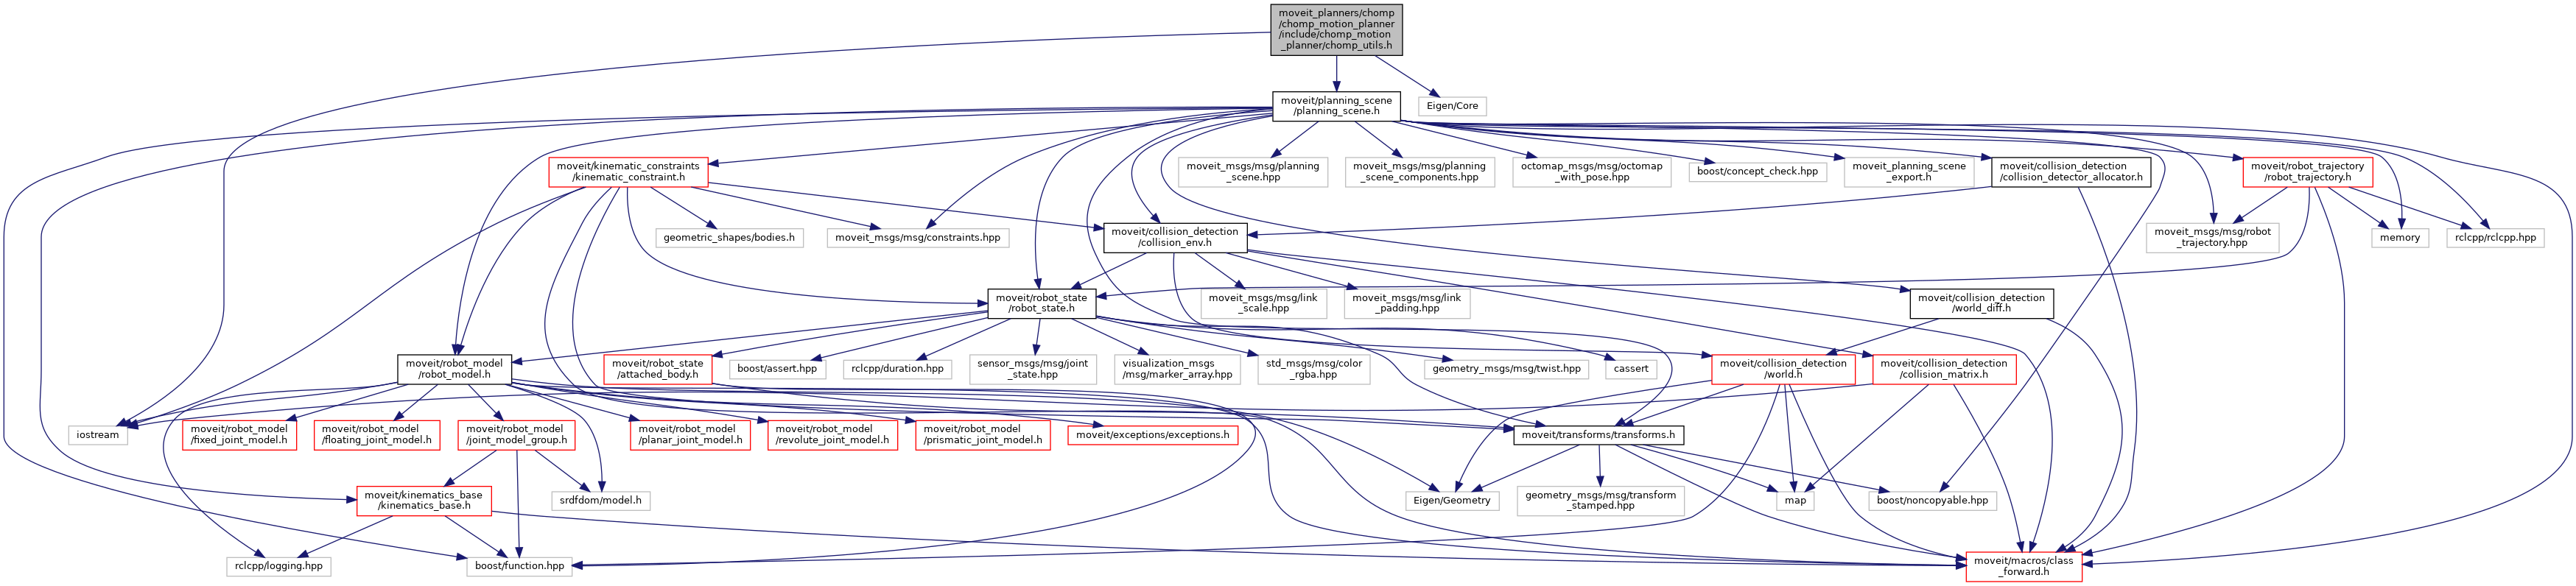 moveit_planners/chomp
/chomp_motion_planner
/include/chomp_motion
_planner/chomp_utils.h
moveit/planning_scene
/planning_scene.h
Eigen/Core
moveit/kinematic_constraints
/kinematic_constraint.h
moveit_msgs/msg/planning
_scene.hpp
moveit_msgs/msg/planning
_scene_components.hpp
octomap_msgs/msg/octomap
_with_pose.hpp
boost/concept_check.hpp
moveit_planning_scene
_export.h
moveit/collision_detection
/collision_detector_allocator.h
moveit/robot_trajectory
/robot_trajectory.h
geometric_shapes/bodies.h
moveit_msgs/msg/constraints.hpp
moveit/collision_detection
/collision_env.h
moveit_msgs/msg/robot
_trajectory.hpp
memory
rclcpp/rclcpp.hpp
moveit/robot_state
/robot_state.h
moveit_msgs/msg/link
_scale.hpp
moveit_msgs/msg/link
_padding.hpp
moveit/collision_detection
/world_diff.h
moveit/robot_model
/robot_model.h
moveit/robot_state
/attached_body.h
boost/assert.hpp
rclcpp/duration.hpp
sensor_msgs/msg/joint
_state.hpp
visualization_msgs
/msg/marker_array.hpp
std_msgs/msg/color
_rgba.hpp
geometry_msgs/msg/twist.hpp
cassert
moveit/collision_detection
/world.h
moveit/collision_detection
/collision_matrix.h
iostream
moveit/robot_model
/fixed_joint_model.h
moveit/robot_model
/floating_joint_model.h
moveit/robot_model
/joint_model_group.h
moveit/robot_model
/planar_joint_model.h
moveit/robot_model
/revolute_joint_model.h
moveit/robot_model
/prismatic_joint_model.h
moveit/exceptions/exceptions.h
moveit/transforms/transforms.h
moveit/kinematics_base
/kinematics_base.h
srdfdom/model.h
Eigen/Geometry
geometry_msgs/msg/transform
_stamped.hpp
map
boost/noncopyable.hpp
rclcpp/logging.hpp
boost/function.hpp
moveit/macros/class
_forward.h